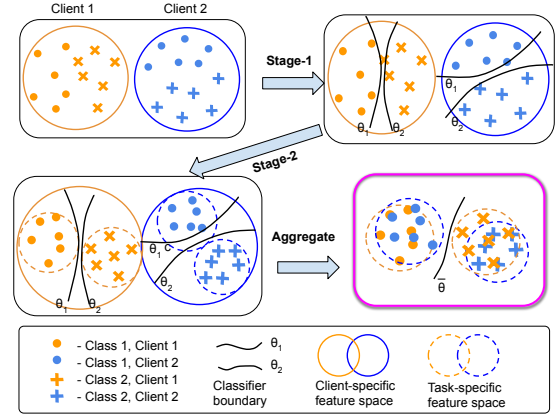 Client 1
Client 2
Stage-1
θ1
θ2
θ1
θ2
Stage-2
θ1
θ2
θ1 C
θ2
Aggregate
θ̅
- Class 1, Client 1
- Class 1, Client 2
- Class 2, Client 1
- Class 2, Client 2
θ1
θ2
Classifier
boundary
Client-specific
feature space
Task-specific
feature space